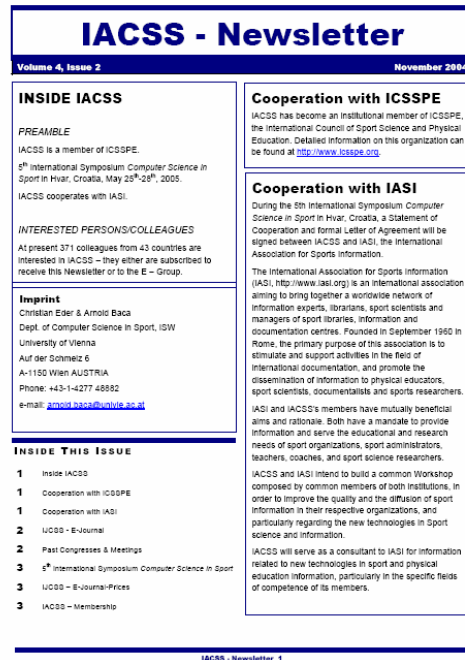 IACSS - Newsletter
Volume 4, Issue 2
November 2004
INSIDE IACSS
PREAMBLE
IACSS is a member of ICSSPE.
5th International Symposium Computer Science in
Sport in Hvar, Croatia, May 25th-28th, 2005.
IACSS cooperates with IASI.
INTERESTED PERSONS/COLLEAGUES
At present 371 colleagues from 43 countries are
interested in IACSS – they either are subscribed to
receive this Newsletter or to the E – Group.
Imprint
Christian Eder & Arnold Baca
Dept. of Computer Science in Sport, ISW
University of Vienna
Auf der Schmelz 6
A-1150 Wien AUSTRIA
Phone: +43-1-4277 48882
e-mail: arnold.baca@univie.ac.at
INSIDE THIS ISSUE
1 Inside IACSS
1 Cooperation with ICSSPE
1 Cooperation with IASI
2 IJCSS - E-Journal
2 Past Congresses & Meetings
3 5th International Symposium Computer Science in Sport
3 IJCSS – E-Journal-Prices
3 IACSS – Membership
Cooperation with ICSSPE
IACSS has become an institutional member of ICSSPE,
the International Council of Sport Science and Physical
Education. Detailed information on this organization can
be found at http://www.icsspe.org.
Cooperation with IASI
During the 5th International Symposium Computer
Science in Sport in Hvar, Croatia, a Statement of
Cooperation and formal Letter of Agreement will be
signed between IACSS and IASI, the International
Association for Sports Information.
The International Association for Sports Information
(IASI, http://www.iasi.org) is an international association
aiming to bring together a worldwide network of
information experts, librarians, sport scientists and
managers of sport libraries, information and
documentation centres. Founded in September 1960 in
Rome, the primary purpose of this association is to
stimulate and support activities in the field of
international documentation, and promote the
dissemination of information to physical educators,
sport scientists, documentalists and sports researchers.
IASI and IACSS's members have mutually beneficial
aims and rationale. Both have a mandate to provide
information and serve the educational and research
needs of sport organizations, sport administrators,
teachers, coaches, and sport science researchers.
IACSS and IASI intend to build a common Workshop
composed by common members of both institutions, in
order to improve the quality and the diffusion of sport
information in their respective organizations, and
particularly regarding the new technologies in Sport
science and information.
IACSS will serve as a consultant to IASI for information
related to new technologies in sport and physical
education information, particularly in the specific fields
of competence of its members.
IACSS - Newsletter 1